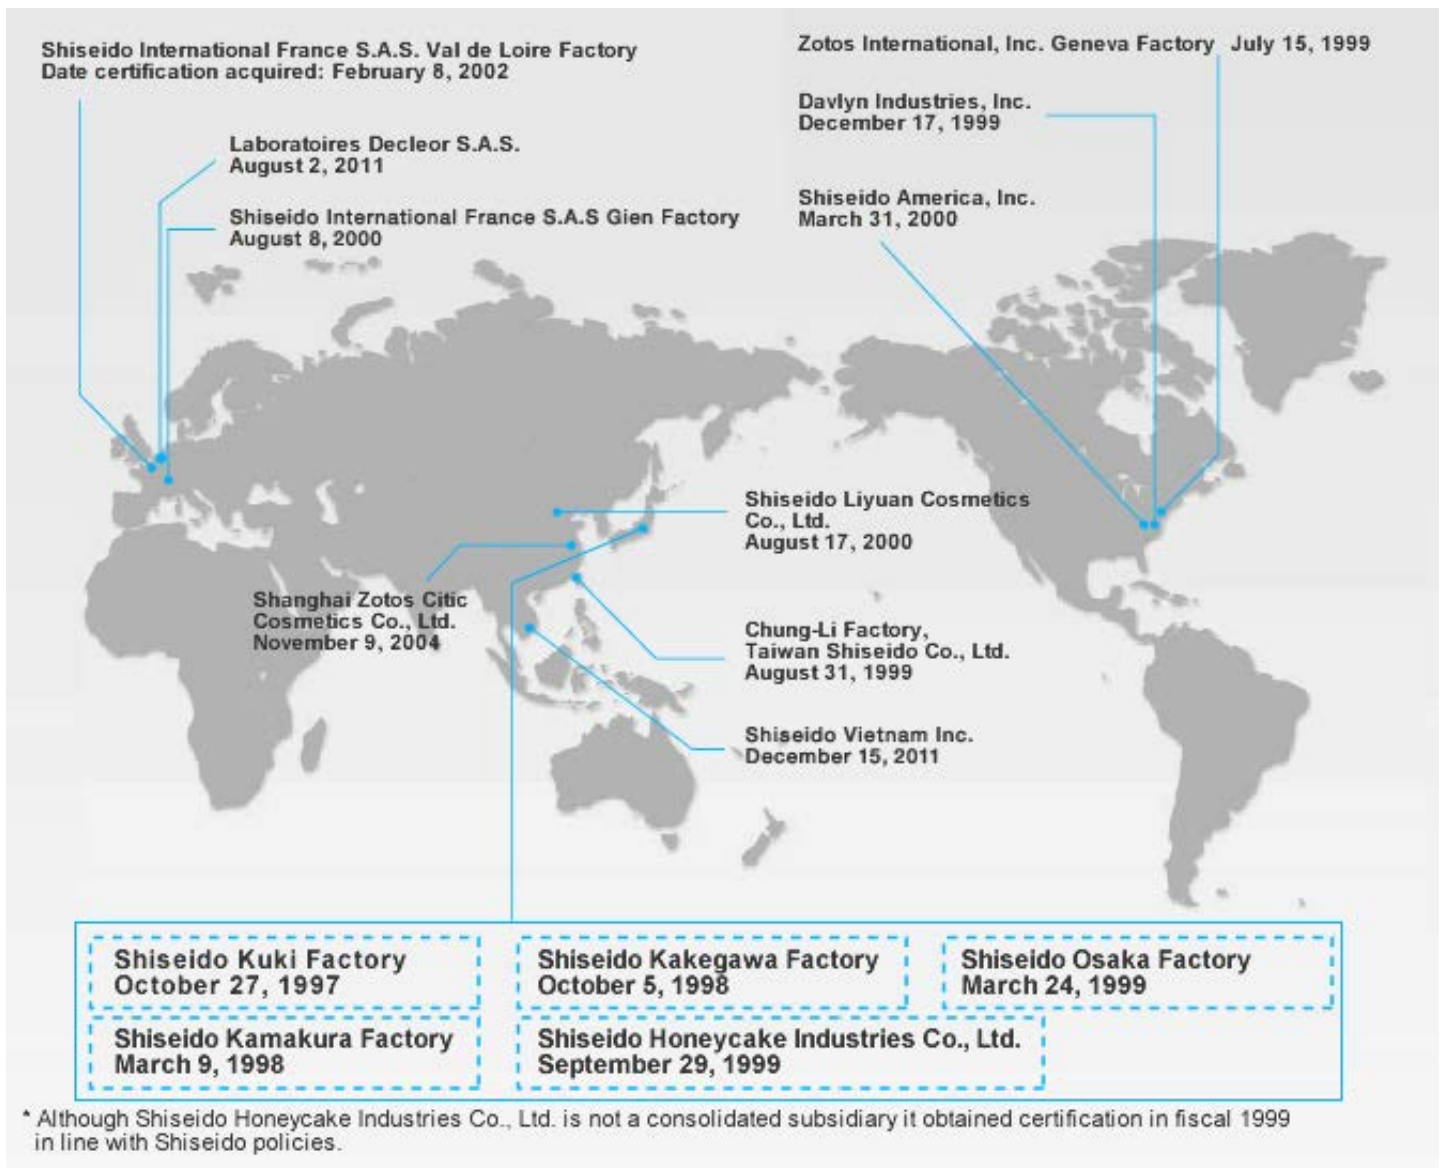 Shiseido International France S.A.S. Val de Loire Factory
Date certification acquired: February 8, 2002
Laboratoires Decleor S.A.S.
August 2, 2011
Shiseido International France S.A.S Gien Factory
August 8, 2000
Zotos International, Inc. Geneva Factory July 15, 1999
Davlyn Industries, Inc.
December 17, 1999
Shiseido America, Inc.
March 31, 2000
Shiseido Liyuan Cosmetics
Co., Ltd.
August 17, 2000
Shanghai Zotos Citic
Cosmetics Co., Ltd.
November 9, 2004
Chung-Li Factory,
Taiwan Shiseido Co., Ltd.
August 31, 1999
Shiseido Vietnam Inc.
December 15, 2011
Shiseido Kuki Factory
October 27, 1997
Shiseido Kakegawa Factory
October 5, 1998
Shiseido Osaka Factory
March 24, 1999
Shiseido Kamakura Factory
March 9, 1998
Shiseido Honeycake Industries Co., Ltd.
September 29, 1999
* Although Shiseido Honeycake Industries Co., Ltd. is not a consolidated subsidiary it obtained certification in fiscal 1999
in line with Shiseido policies.